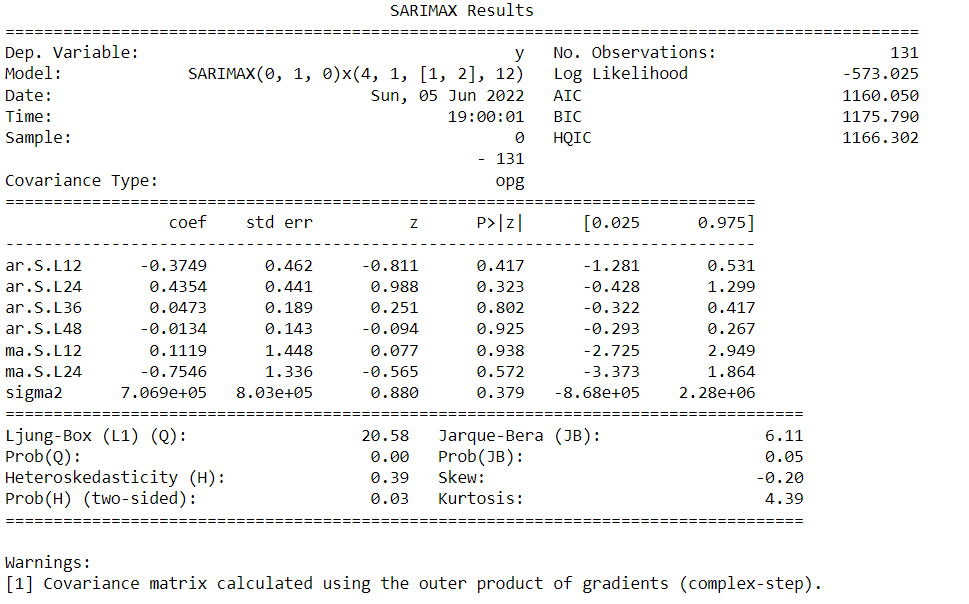 SARIMAX Results
===============================================================================================
Dep. Variable:                                       y   No. Observations:                  131
Model:             SARIMAX(0, 1, 0)x(4, 1, [1, 2], 12)   Log Likelihood                -573.025
Date:                                 Sun, 05 Jun 2022   AIC                           1160.050
Time:                                         19:00:01   BIC                           1175.790
Sample:                                              0   HQIC                          1166.302
                                                 - 131
Covariance Type:                                   opg
==============================================================================
                 coef    std err          z      P>|z|      [0.025      0.975]
------------------------------------------------------------------------------
ar.S.L12      -0.3749      0.462     -0.811      0.417      -1.281       0.531
ar.S.L24       0.4354      0.441      0.988      0.323      -0.428       1.299
ar.S.L36       0.0473      0.189      0.251      0.802      -0.322       0.417
ar.S.L48      -0.0134      0.143     -0.094      0.925      -0.293       0.267
ma.S.L12       0.1119      1.448      0.077      0.938      -2.725       2.949
ma.S.L24      -0.7546      1.336     -0.565      0.572      -3.373       1.864
sigma2      7.069e+05   8.03e+05      0.880      0.379   -8.68e+05    2.28e+06
===================================================================================
Ljung-Box (L1) (Q):                  20.58   Jarque-Bera (JB):                 6.11
Prob(Q):                              0.00   Prob(JB):                         0.05
Heteroskedasticity (H):               0.39   Skew:                            -0.20
Prob(H) (two-sided):                  0.03   Kurtosis:                         4.39
===================================================================================
Warnings:
[1] Covariance matrix calculated using the outer product of gradients (complex-step).